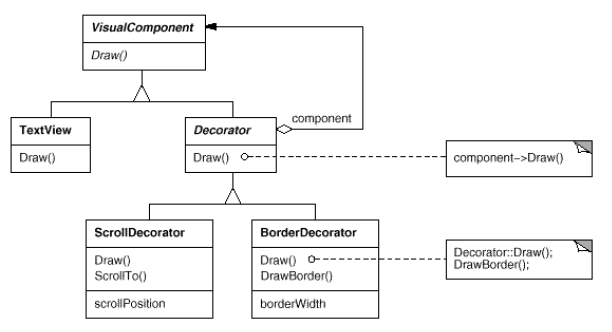 VisualComponent
Draw()
component
TextView
Draw()
Decorator
Draw()
component->Draw()
ScrollDecorator
Draw()
ScrollTo()
scrollPosition
BorderDecorator
Draw()
DrawBorder()
borderWidth
Decorator::Draw();
DrawBorder();